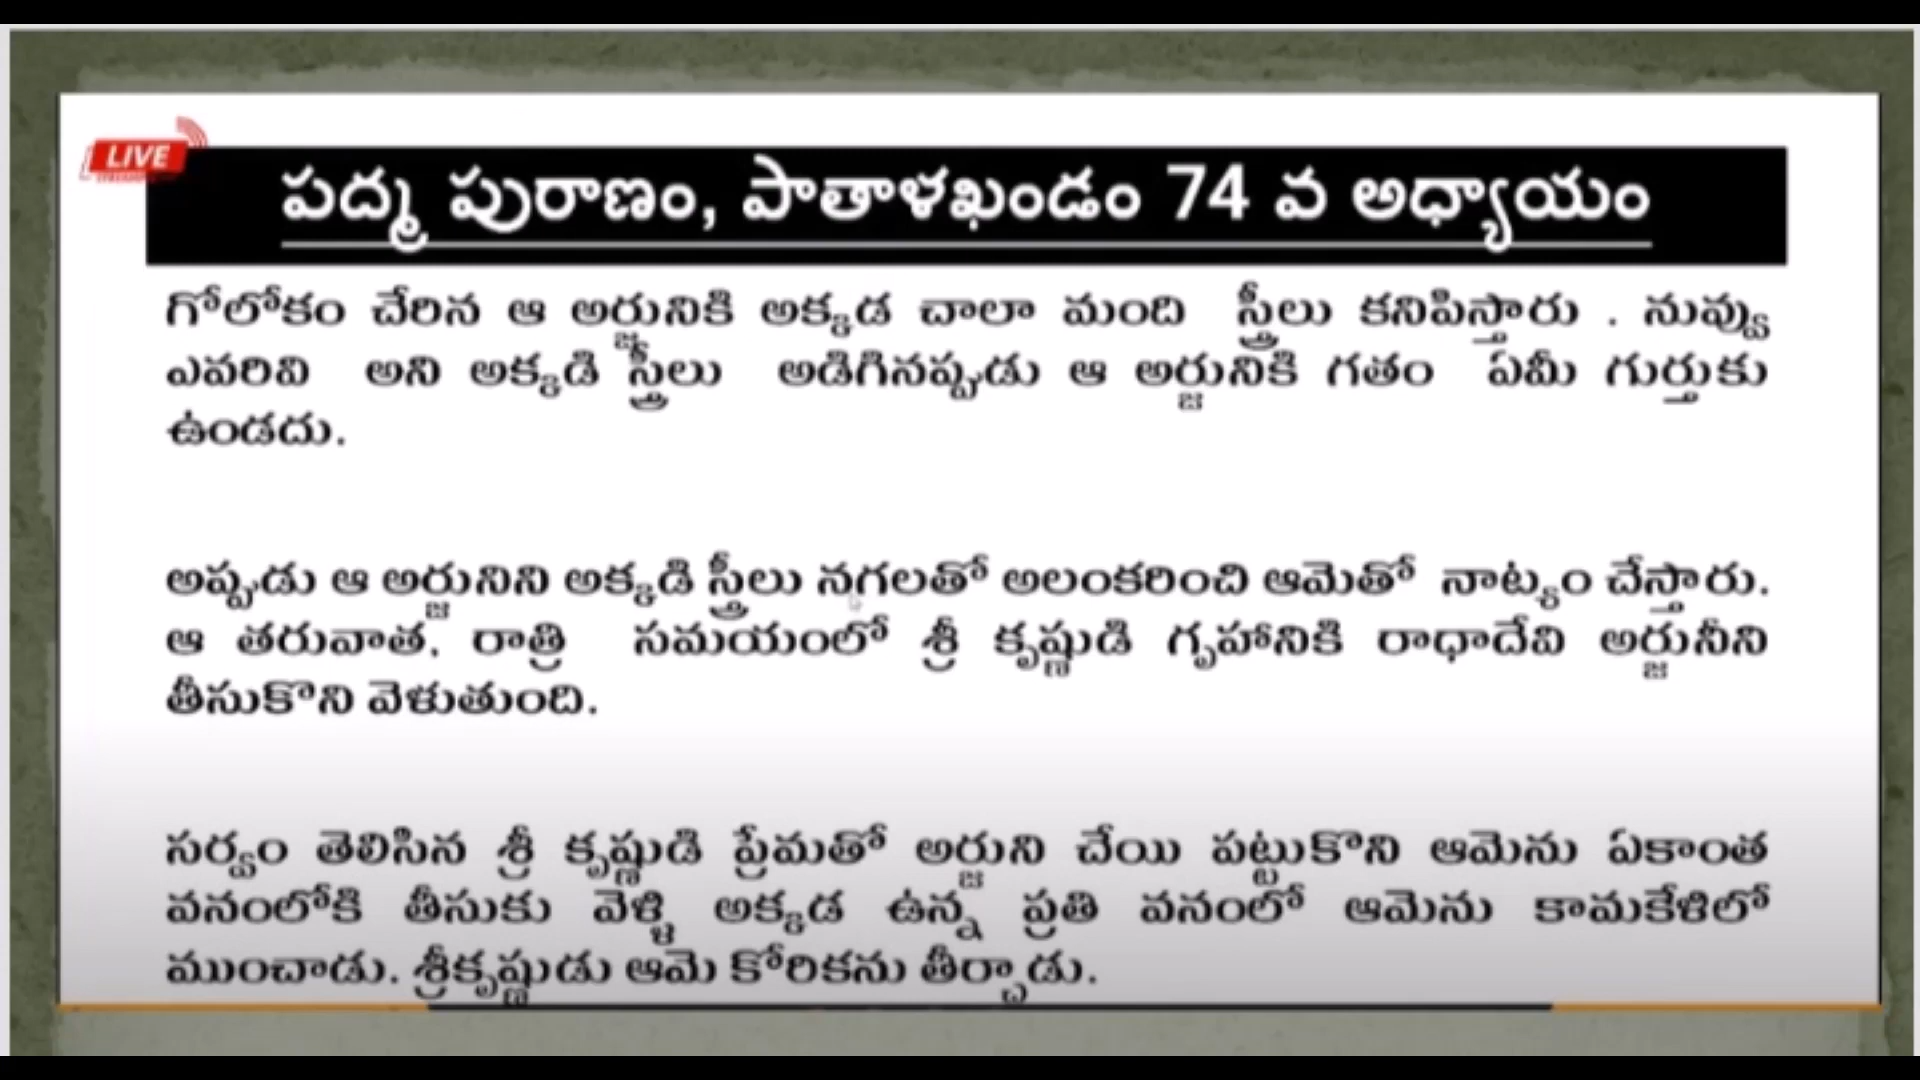 LIVE
పద్మ పురాణం, పాతాళఖండం 74 వ అధ్యాయం
గోలోకం చేరిన ఆ అర్జునికి అక్కడ చాలా మంది స్త్రీలు కనిపిస్తారు . నువ్వు
ఎవరివి అని అక్కడి స్త్రీలు అడిగినప్పుడు ఆ అర్జునికి గతం ఏమీ గుర్తుకు
ఉండదు.
అప్పుడు ఆ అర్జునిని అక్కడి స్త్రీలు నగలతో అలంకరించి ఆమెతో నాట్యం చేస్తారు.
ఆ తరువాత, రాత్రి సమయంలో శ్రీ కృష్ణుడి గృహానికి రాధాదేవి అర్జునీని
తీసుకొని వెళుతుంది.
సర్వం తెలిసిన శ్రీ కృష్ణుడి ప్రేమతో అర్జుని చేయి పట్టుకొని ఆమెను ఏకాంత
వనంలోకి తీసుకు వెళ్ళి అక్కడ ఉన్న ప్రతి వనంలో ఆమెను కామకేళిలో
ముంచాడు. శ్రీకృష్ణుడు ఆమె కోరికను తీర్చాడు.